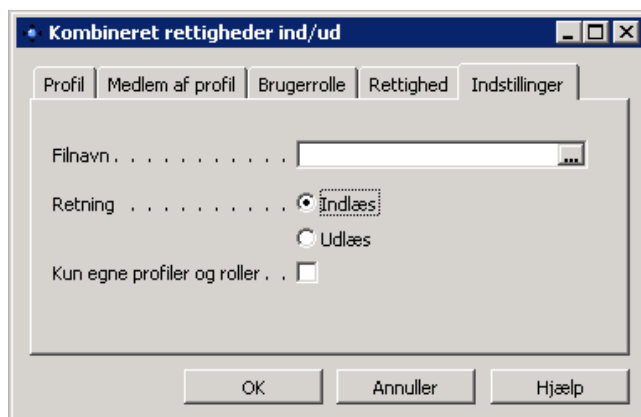 Kombineret rettigheder ind/ud
Profil Medlem af profil Brugerrolle Rettighed Indstillinger
Filnavn . . . . . . . . . . . ...
Retning . . . . . . . . . . Indlæs
Udlæs
Kun egne profiler og roller . .
OK Annuller Hjælp